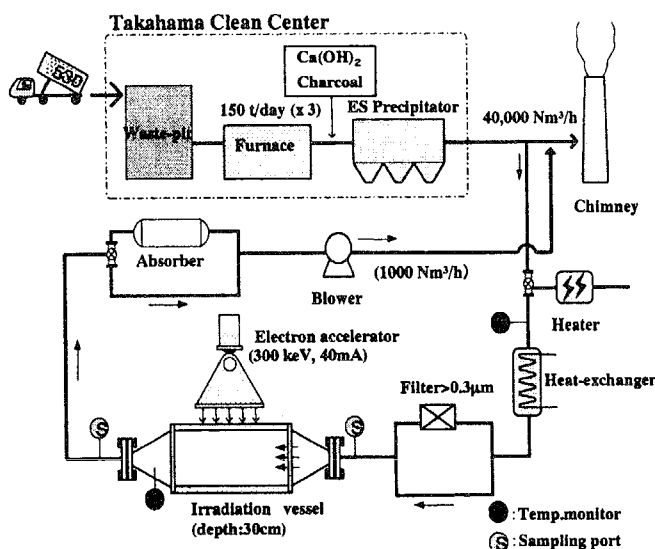 Takahama Clean Center
Ca(OH)₂
Charcoal
530
150 t/day (x 3)
ES Precipitator
40,000 Nm³/h
Waste-pit
Furnace
Chimney
Absorber
Blower
(1000 Nm³/h)
Heater
Electron accelerator
(300 keV, 40mA)
Filter>0.3μm
Heat-exchanger
S
S
Irradiation vessel
(depth:30cm)
: Temp.monitor
S : Sampling port